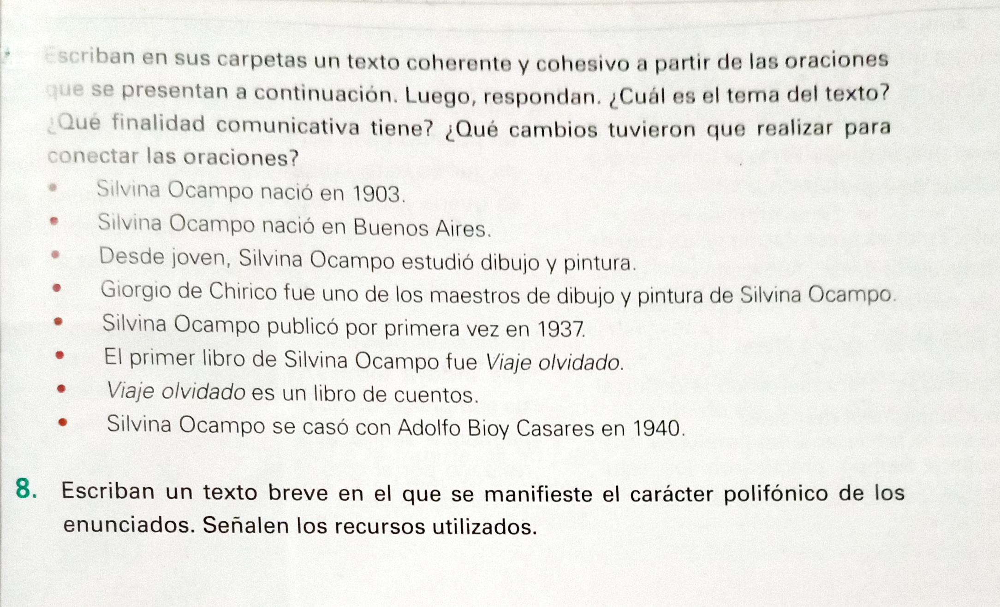 Escriban en sus carpetas un texto coherente y cohesivo a partir de las oraciones
que se presentan a continuación. Luego, respondan. ¿Cuál es el tema del texto?
¿Qué finalidad comunicativa tiene? ¿Qué cambios tuvieron que realizar para
conectar las oraciones?
• Silvina Ocampo nació en 1903.
• Silvina Ocampo nació en Buenos Aires.
• Desde joven, Silvina Ocampo estudió dibujo y pintura.
• Giorgio de Chirico fue uno de los maestros de dibujo y pintura de Silvina Ocampo.
• Silvina Ocampo publicó por primera vez en 1937.
• El primer libro de Silvina Ocampo fue Viaje olvidado.
• Viaje olvidado es un libro de cuentos.
• Silvina Ocampo se casó con Adolfo Bioy Casares en 1940.
8. Escriban un texto breve en el que se manifieste el carácter polifónico de los
enunciados. Señalen los recursos utilizados.